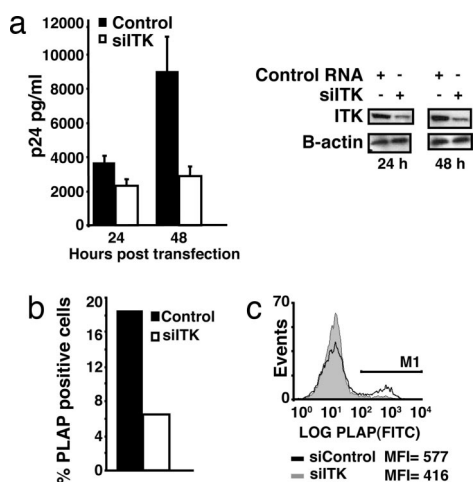 a
Control
siITK
p24 pg/ml
12000
10000
8000
6000
4000
2000
0
24 48
Hours post transfection
Control RNA + - + -
siITK - + - +
ITK
B-actin
24 h 48 h
b
Control
siITK
% PLAP positive cells
20
16
12
8
4
0
c
70
Events
0
M1
10⁰ 10¹ 10² 10³ 10⁴
LOG PLAP(FITC)
siControl MFI= 577
siITK MFI= 416